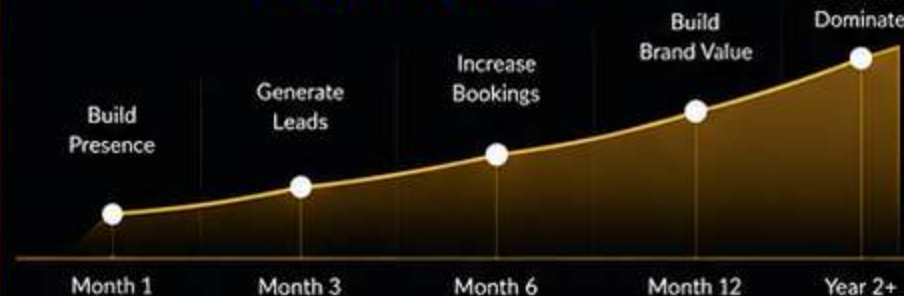 Build
Presence
Generate
Leads
Increase
Bookings
Build
Brand Value
Dominate
Month 1
Month 3
Month 6
Month 12
Year 2+